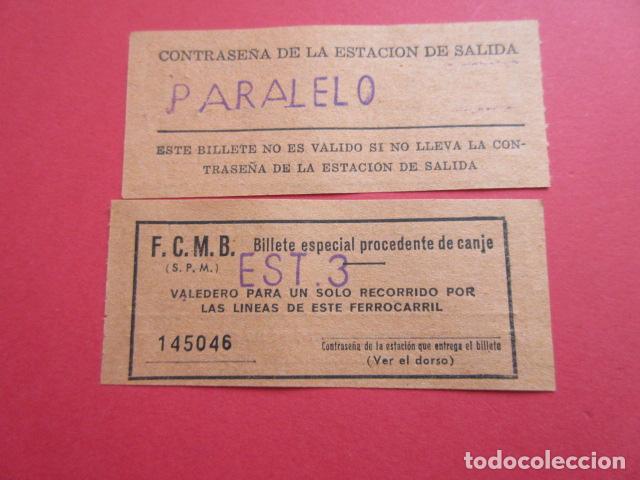 CONTRASEÑA DE LA ESTACION DE SALIDA
PARALELO
ESTE BILLETE NO ES VALIDO SI NO LLEVA LA CON-
TRASEÑA DE LA ESTACION DE SALIDA
F. C. M. B. Billete especial procedente de canje
(S. P. M.) EST. 3
VALEDERO PARA UN SOLO RECORRIDO POR
LAS LINEAS DE ESTE FERROCARRIL
145046
Contraseña de la estación que entrega el billete
(Ver el dorso)
todocoleccion